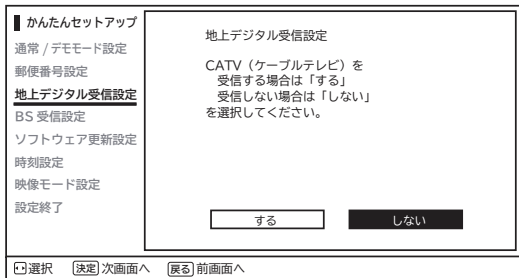 かんたんセットアップ
通常 / デモモード設定
郵便番号設定
地上デジタル受信設定
BS 受信設定
ソフトウェア更新設定
時刻設定
映像モード設定
設定終了
地上デジタル受信設定
CATV（ケーブルテレビ）を
受信する場合は「する」
受信しない場合は「しない」
を選択してください。
する しない
選択 決定 次画面へ 戻る 前画面へ